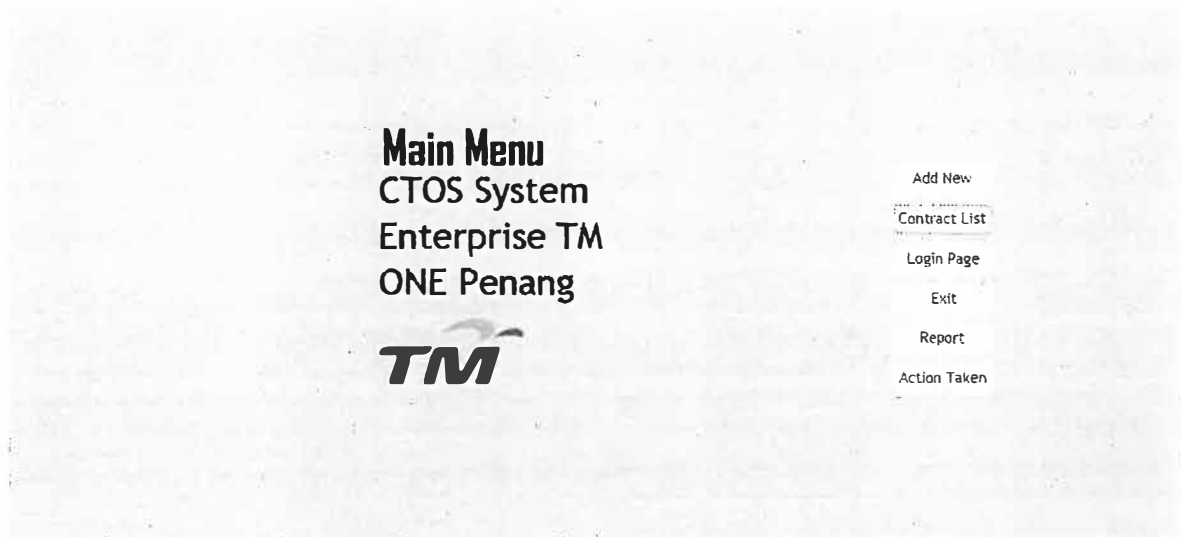 Main Menu
CTOS System
Enterprise TM
ONE Penang
TM
Add New
Contract List
Login Page
Exit
Report
Action Taken